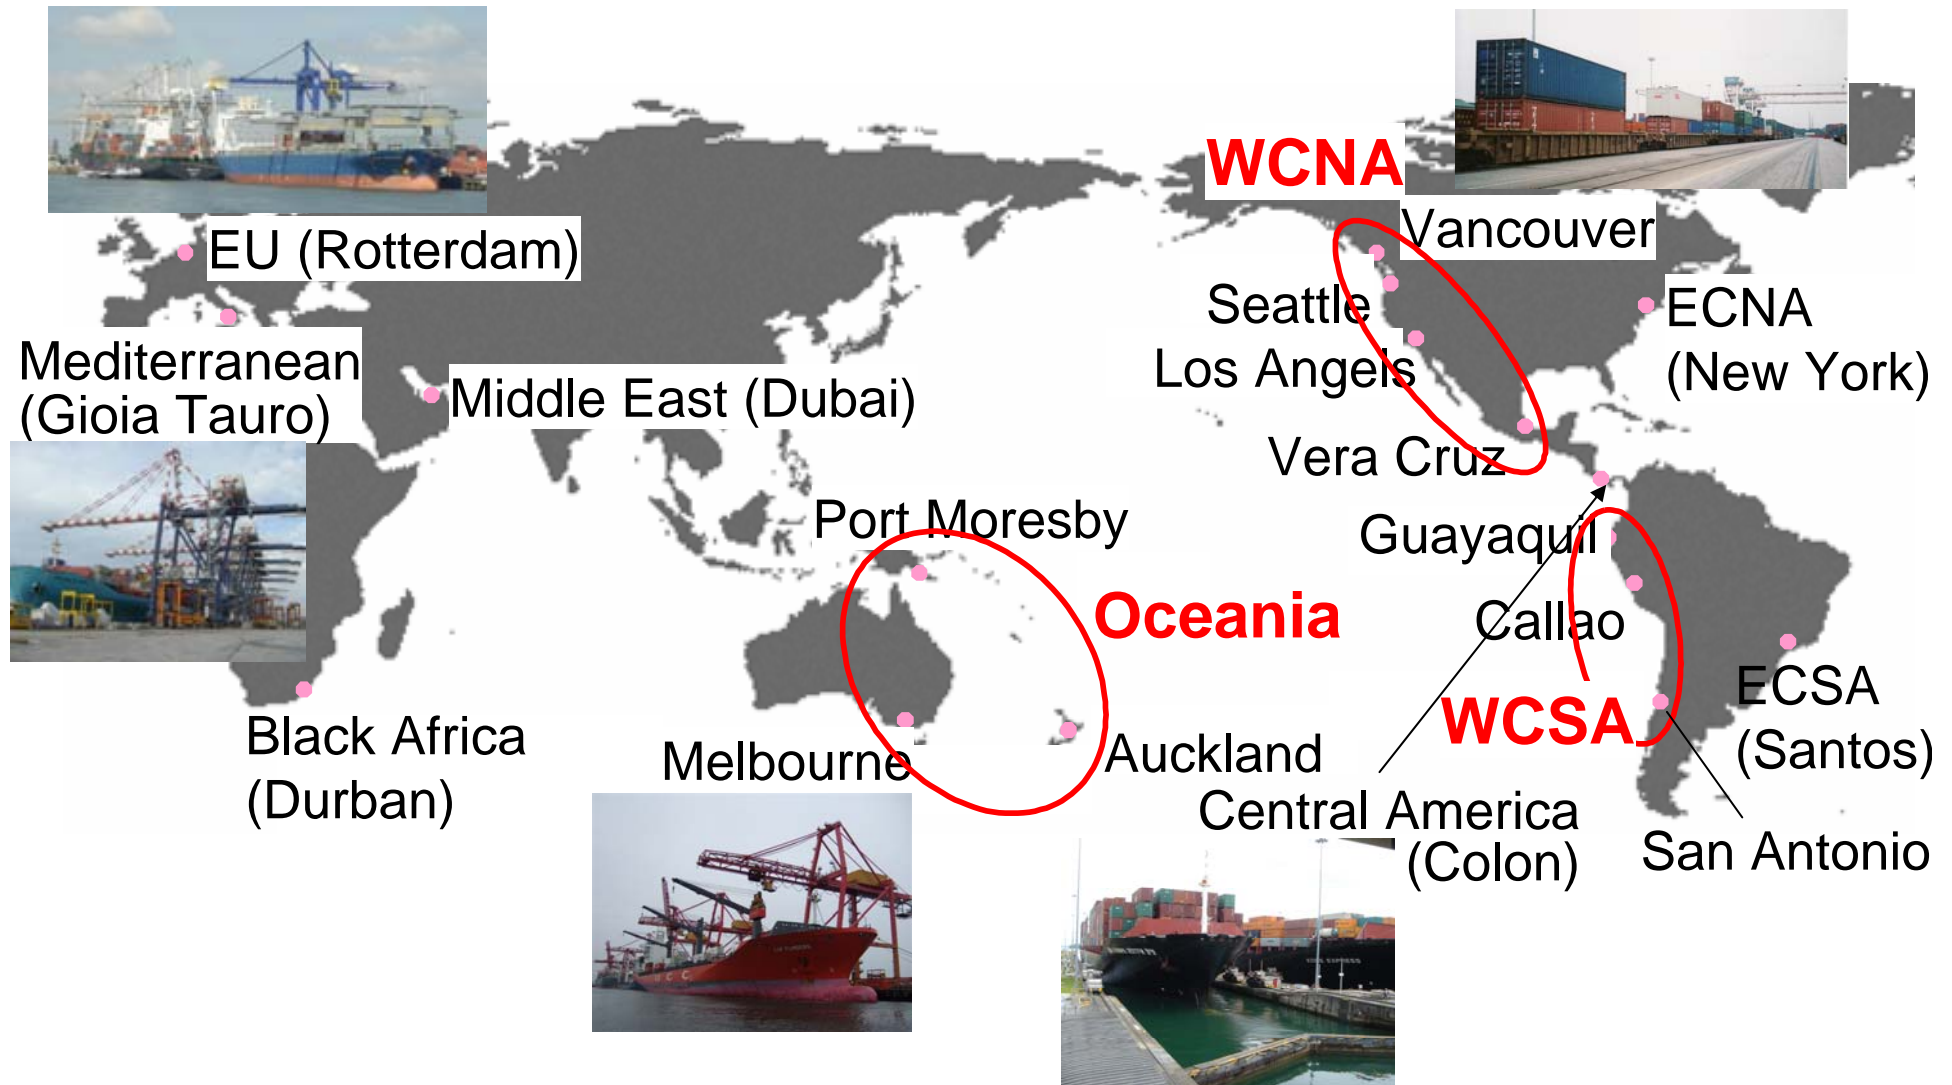 WCNA
Vancouver
EU (Rotterdam)
Seattle
ECNA
(New York)
Mediterranean
(Gioia Tauro)
Los Angels
Middle East (Dubai)
Vera Cruz
Port Moresby
Guayaquil
Oceania
Callao
ECSA
(Santos)
WCSA
Black Africa
(Durban)
Melbourne
Auckland
Central America
(Colon)
San Antonio